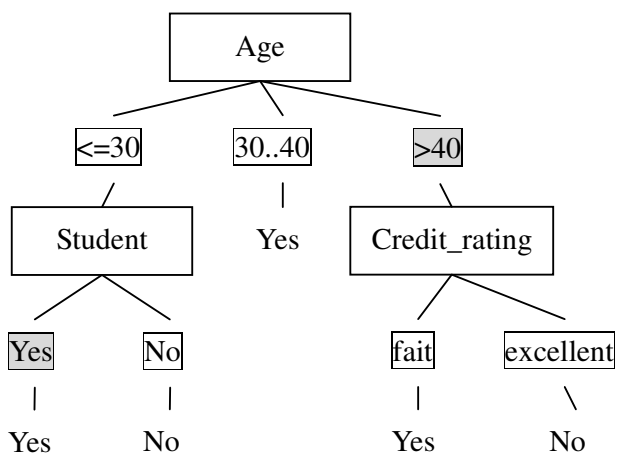 Age
<=30
30..40
>40
Student
Yes
Credit_rating
Yes
No
fait
excellent
Yes
No
Yes
No